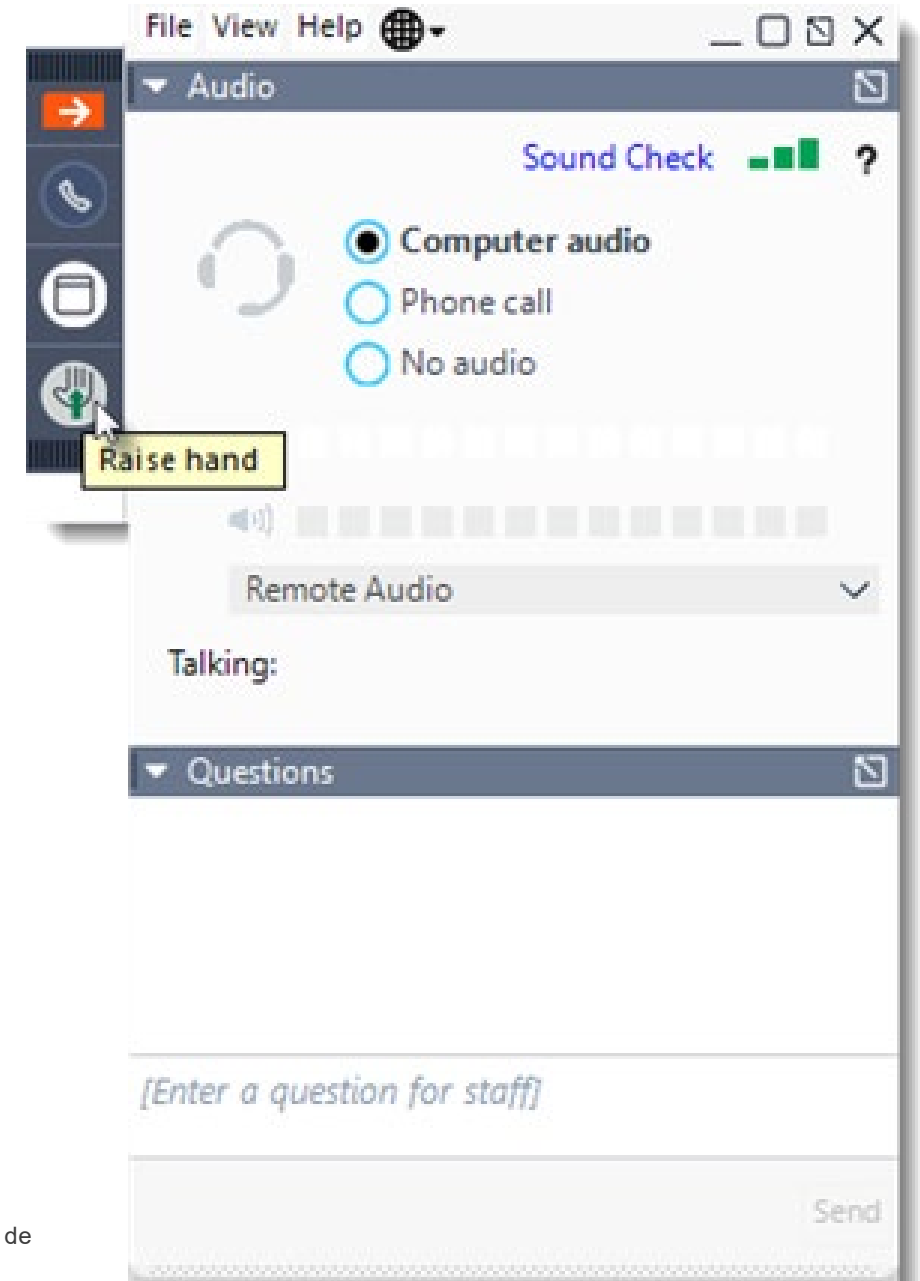 File View Help
Audio
Sound Check ?
Computer audio
Phone call
No audio
Raise hand
Remote Audio
Talking:
Questions
[Enter a question for staff]
Send
de